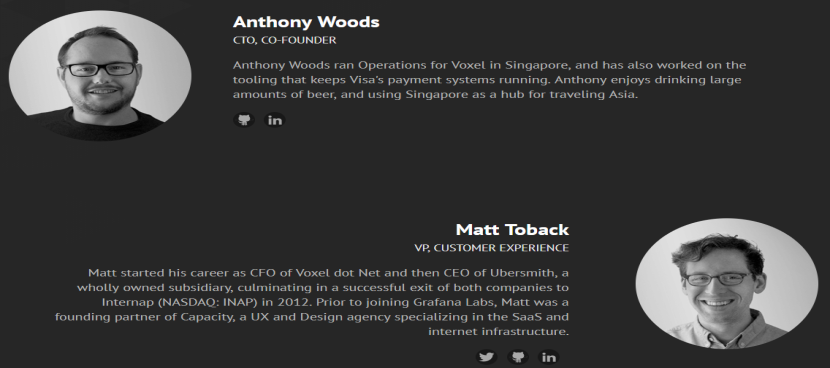 Anthony Woods
CTO, CO-FOUNDER
Anthony Woods ran Operations for Voxel in Singapore, and has also worked on the
tooling that keeps Visa's payment systems running. Anthony enjoys drinking large
amounts of beer, and using Singapore as a hub for traveling Asia.
in
Matt Toback
VP, CUSTOMER EXPERIENCE
Matt started his career as CFO of Voxel dot Net and then CEO of Ubersmith, a
wholly owned subsidiary, culminating in a successful exit of both companies to
Internap (NASDAQ: INAP) in 2012. Prior to joining Grafana Labs, Matt was a
founding partner of Capacity, a UX and Design agency specializing in the SaaS and
internet infrastructure.
in